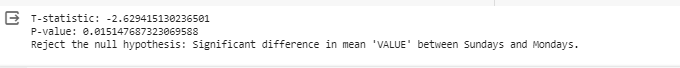 T-statistic: -2.629415130236501
P-value: 0.015147687323069588
Reject the null hypothesis: Significant difference in mean 'VALUE' between Sundays and Mondays.